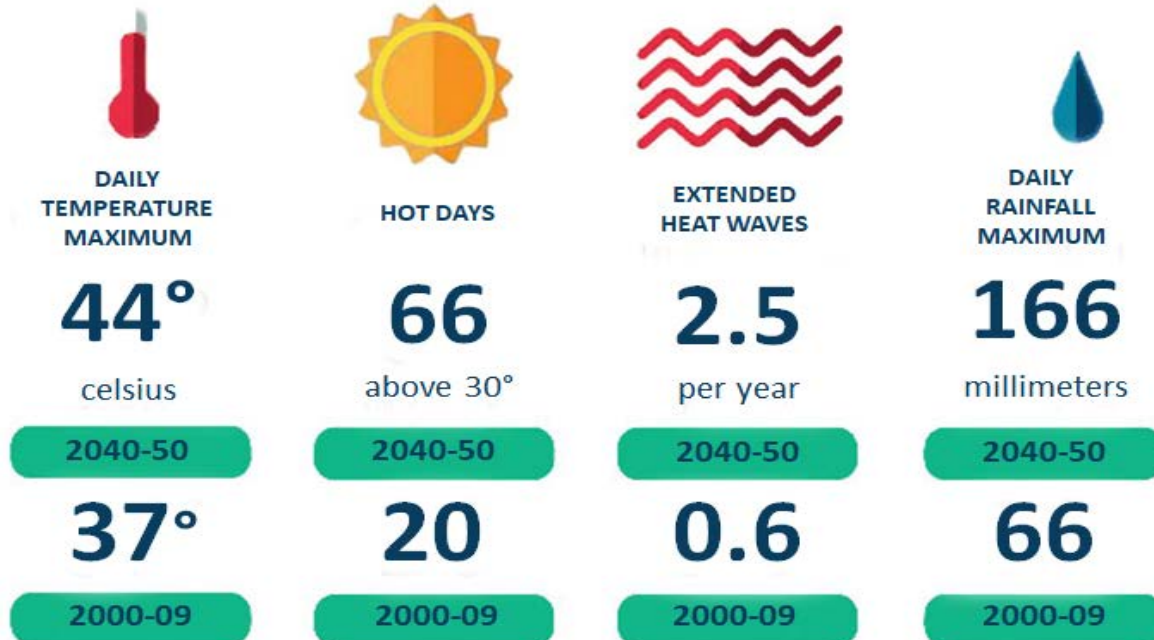 DAILY
TEMPERATURE
MAXIMUM
44°
celsius
2040-50
37°
2000-09
HOT DAYS
66
above 30°
2040-50
20
2000-09
EXTENDED
HEAT WAVES
2.5
per year
2040-50
0.6
2000-09
DAILY
RAINFALL
MAXIMUM
166
millimeters
2040-50
66
2000-09